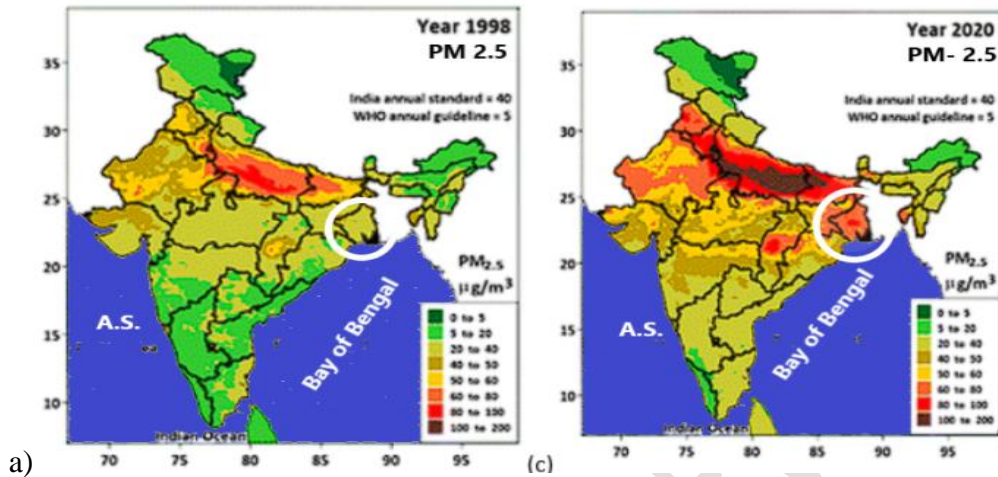 Year 1998
PM 2.5
India annual standard = 40
WHO annual guideline = 5
35
30
25
20
15
10
A.S.
Bay of Bengal
Indian Ocean
PM2.5
µg/m3
0 to 5
5 to 20
20 to 40
40 to 50
50 to 60
60 to 80
80 to 100
100 to 200
70 75 80 85 90 95
a)
Year 2020
PM- 2.5
India annual standard = 40
WHO annual guideline = 5
35
30
25
20
15
10
A.S.
Bay of Bengal
Indian Ocean
PM2.5
µg/m3
0 to 5
5 to 20
20 to 40
40 to 50
50 to 60
60 to 80
80 to 100
100 to 200
70 75 80 85 90 95
(c)